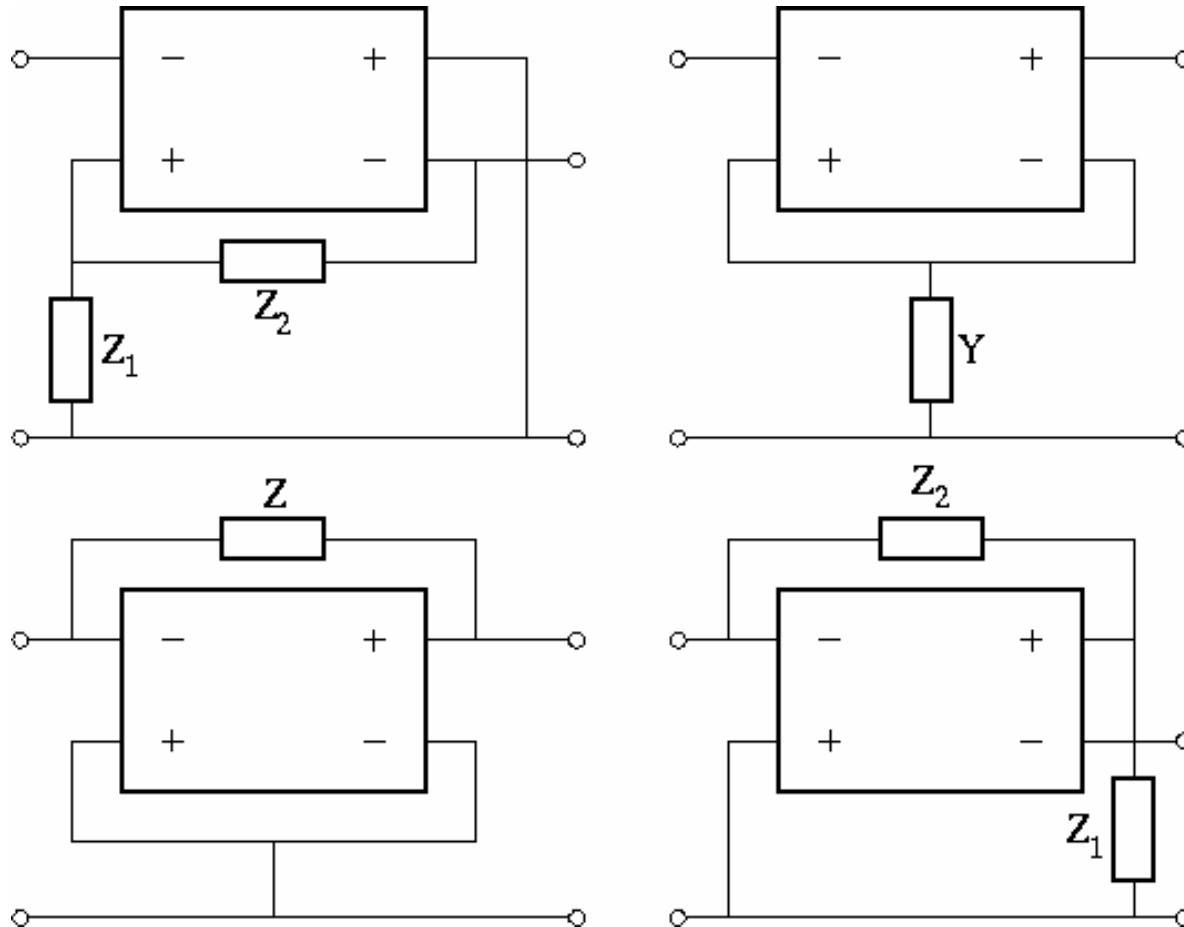 − + − +
+ − + −
Z₂
Z₁ Y
Z Z₂
− + − +
+ − + −
Z₁